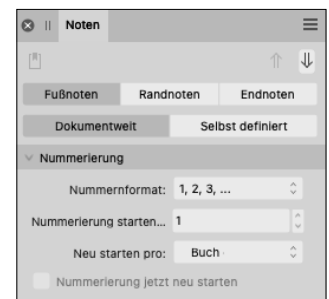 Noten
Fußnoten Randnoten Endnoten
Dokumentweit Selbst definiert
Nummerierung
Nummernformat: 1, 2, 3, ...
Nummerierung starten... 1
Neu starten pro: Buch
Nummerierung jetzt neu starten